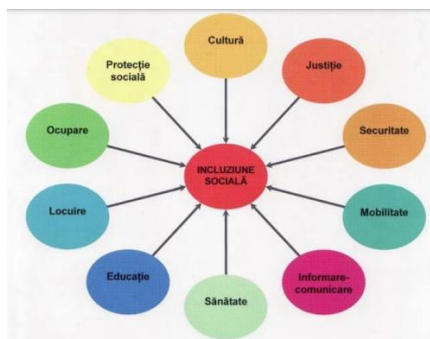 Cultură
Protecție
socială
Justiție
Ocupare
Securitate
INCLUZIUNE
SOCIALĂ
Locuire
Mobilitate
Educație
Informare-
comunicare
Sănătate